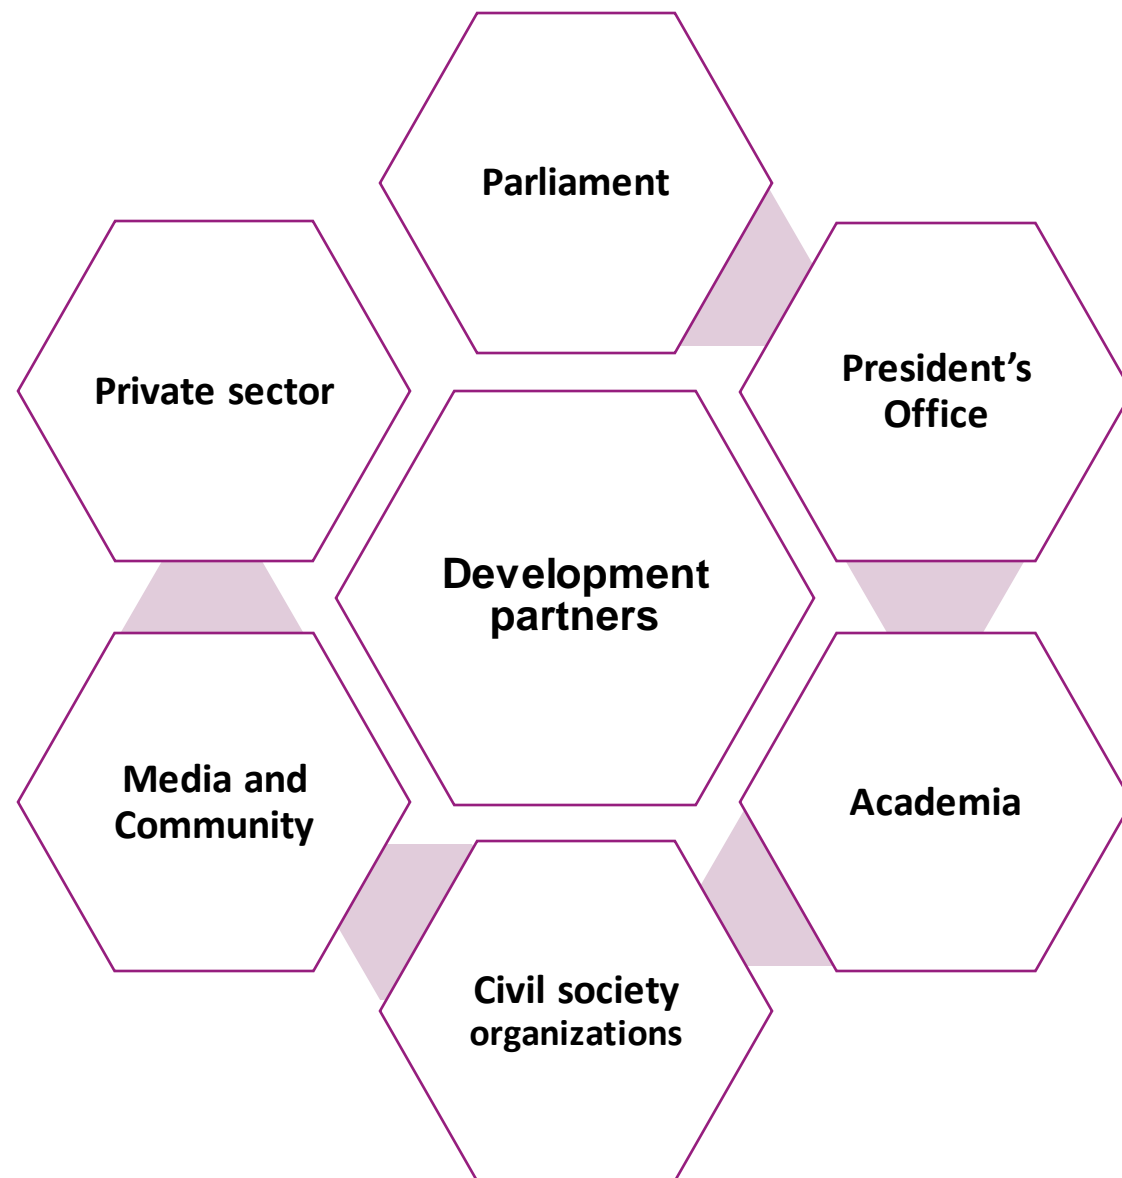 Parliament
President’s
Office
Private sector
Development
partners
Media and
Community
Academia
Civil society
organizations